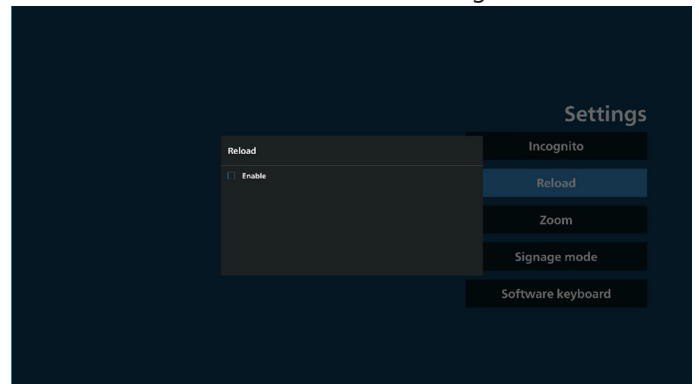 Settings
Incognito
Reload
Enable
Reload
Zoom
Signage mode
Software keyboard